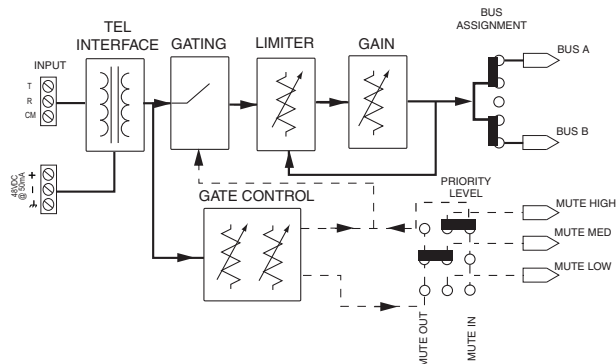 BUS
ASSIGNMENT
TEL
INTERFACE
GATING
LIMITER
GAIN
BUS A
INPUT
T
R
CM
BUS B
48VDC
@ 50mA
+
–
GATE CONTROL
PRIORITY
LEVEL
MUTE HIGH
MUTE MED
MUTE LOW
MUTE OUT
MUTE IN